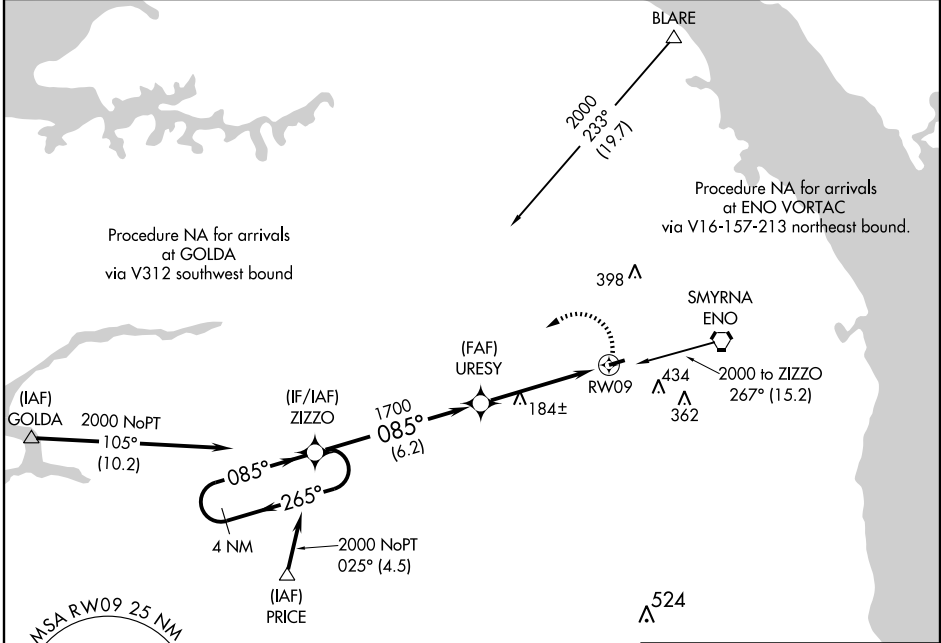 BLARE
2000
233°
(19.7)
Procedure NA for arrivals
at ENO VORTAC
via V16-157-213 northeast bound.
Procedure NA for arrivals
at GOLDA
via V312 southwest bound
398
SMYRNA
ENO
(FAF)
URESY
RW09
434
362
2000 to ZIZZO
267° (15.2)
184±
(IAF)
GOLDA
2000 NoPT
105°
(10.2)
(IF/IAF)
ZIZZO
1700
085°
(6.2)
085°
265°
4 NM
2000 NoPT
025° (4.5)
(IAF)
PRICE
524
MSA RW09 25 NM